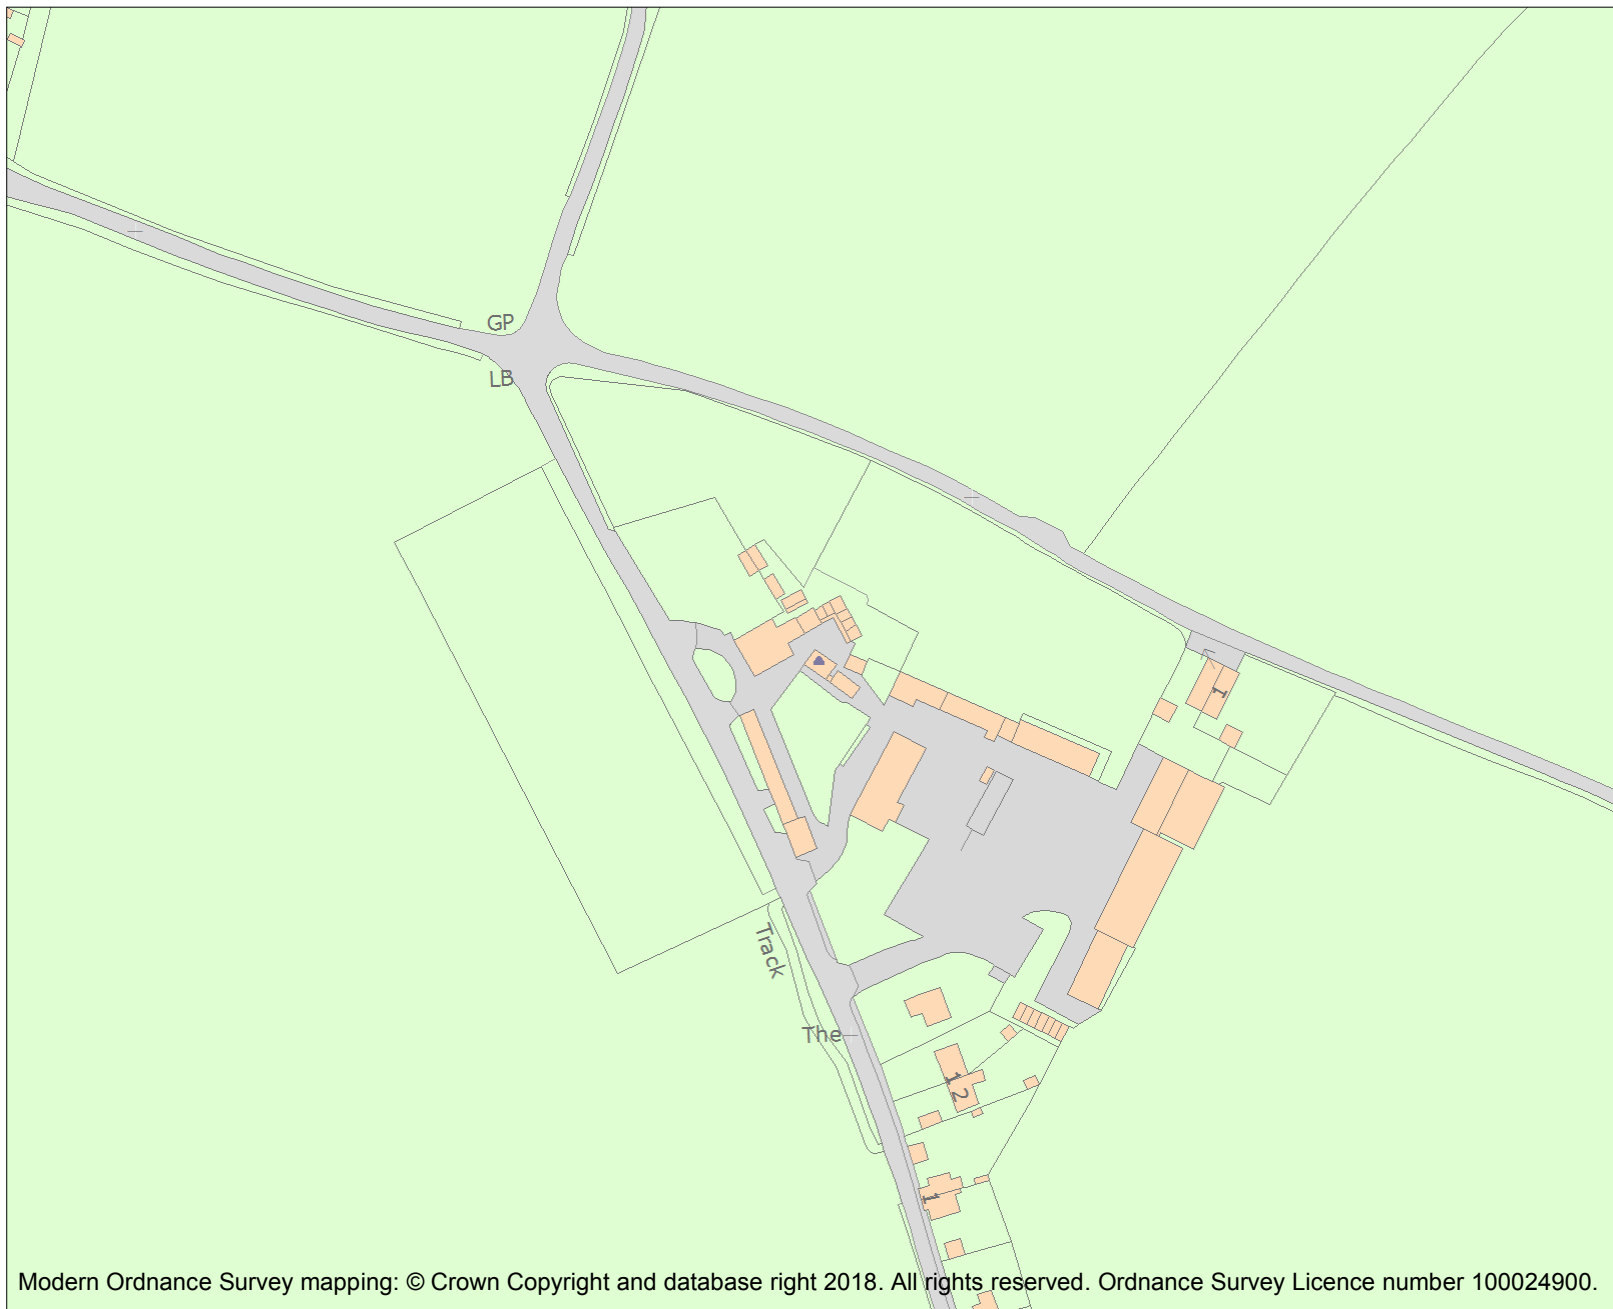 GP
LB
1
Track
The
1
2
1
Modern Ordnance Survey mapping: © Crown Copyright and database right 2018. All rights reserved. Ordnance Survey Licence number 100024900.